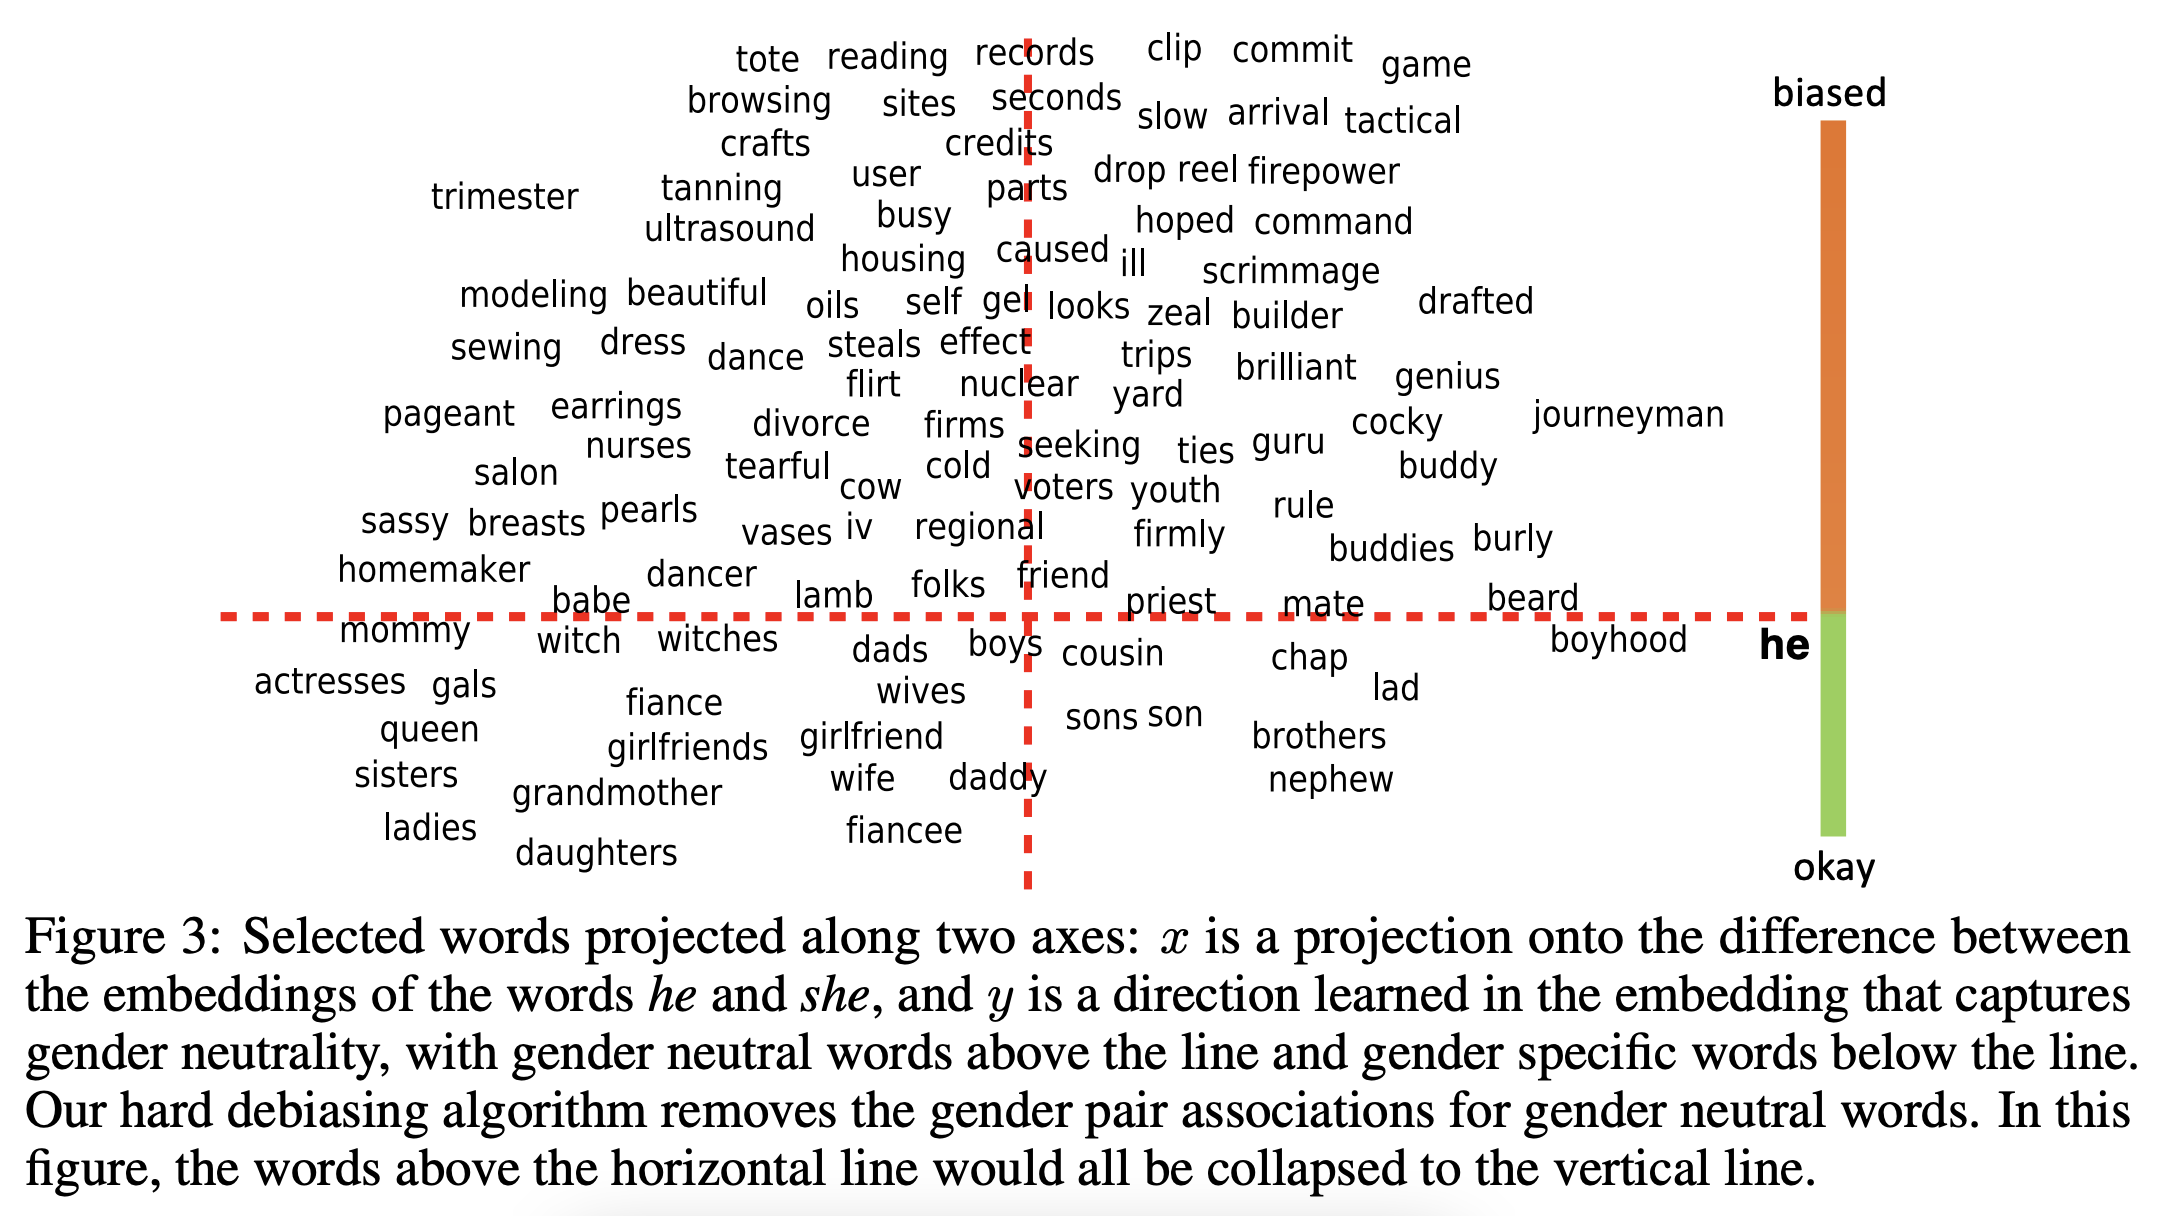 tote reading records clip commit game
biased
browsing sites seconds slow arrival tactical
crafts credits
trimester tanning user parts drop reel firepower
ultrasound busy hoped command
housing caused ill scrimmage
modeling beautiful oils self gel looks zeal builder drafted
sewing dress dance steals effect trips brilliant genius
flirt nuclear yard
pageant earrings divorce firms cocky journeyman
nurses seeking ties guru
salon tearful cold buddy
cow voters youth
sassy breasts pearls vases iv regional firmly rule
buddies burly
homemaker babe dancer lamb folks friend priest mate beard
mommy witch witches dads boys cousin chap boyhood he
actresses gals fiance wives lad
queen girlfriends girlfriend sons son brothers
sisters grandmother wife daddy nephew
ladies daughters fiancee
okay
Figure 3: Selected words projected along two axes: x is a projection onto the difference between
the embeddings of the words he and she, and y is a direction learned in the embedding that captures
gender neutrality, with gender neutral words above the line and gender specific words below the line.
Our hard debiasing algorithm removes the gender pair associations for gender neutral words. In this
figure, the words above the horizontal line would all be collapsed to the vertical line.